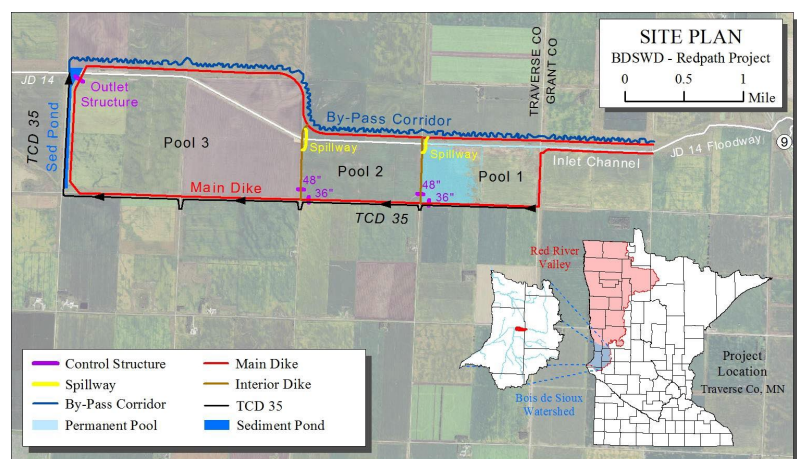 SITE PLAN
BDSWD - Redpath Project
0 0.5 1
Mile
TRAVERSE CO
GRANT CO
JD 14
Outlet
Structure
By-Pass Corridor
TCD 35
Sed Pond
Pool 3
Spillway
Spillway
Pool 2
Pool 1
Inlet Channel
JD 14 Floodway
9
Main Dike
48"
36"
48"
36"
TCD 35
Red River
Valley
Bois de Sioux
Watershed
Project
Location
Traverse Co, MN
Control Structure
Main Dike
Spillway
Interior Dike
By-Pass Corridor
TCD 35
Permanent Pool
Sediment Pond